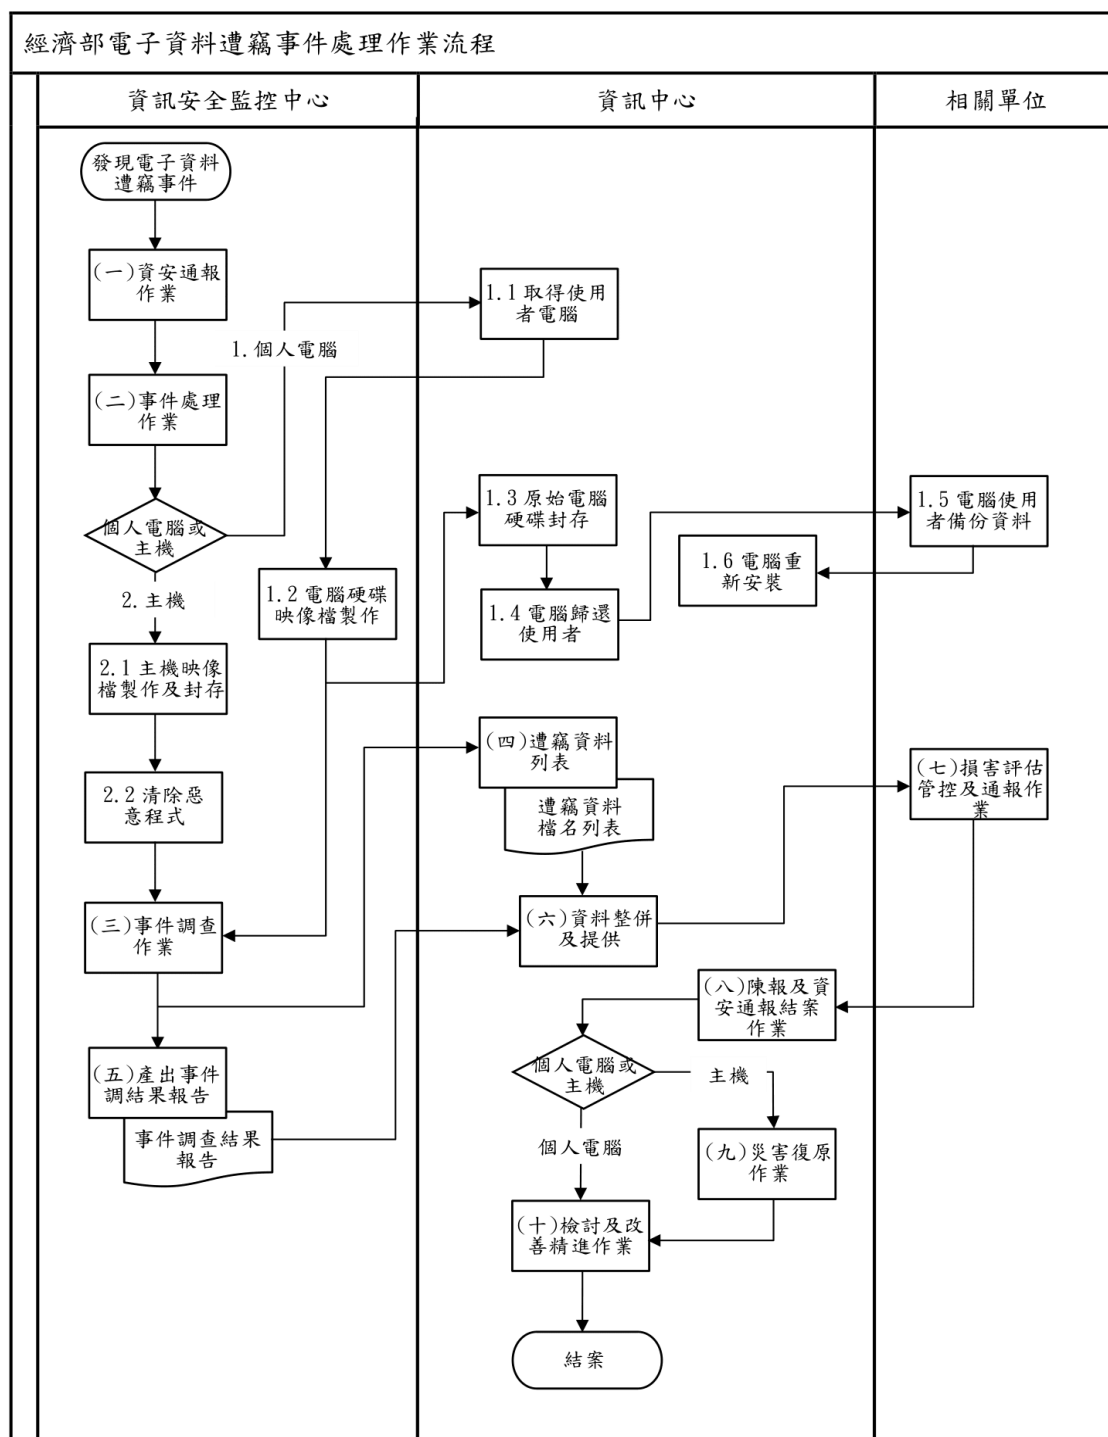 經濟部電子資料遭竊事件處理作業流程
資訊安全監控中心
資訊中心
相關單位
發現電子資料
遭竊事件
(一)資安通報
作業
(二)事件處理
作業
個人電腦或
主機
1.個人電腦
2.主機
1.1取得使用
者電腦
1.2電腦硬碟
映像檔製作
1.3原始電腦
硬碟封存
1.4電腦歸還
使用者
1.5電腦使用
者備份資料
1.6電腦重
新安裝
2.1主機映像
檔製作及封存
2.2清除惡
意程式
(三)事件調查
作業
(四)遭竊資料
列表
遭竊資料
檔名列表
(五)產出事件
調結果報告
事件調查結果
報告
(六)資料整併
及提供
(七)損害評估
管控及通報作
業
(八)陳報及資
安通報結案
作業
個人電腦或
主機
主機
個人電腦
(九)災害復原
作業
(十)檢討及改
善精進作業
結案